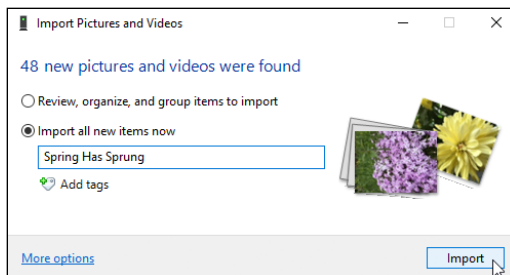 Import Pictures and Videos
48 new pictures and videos were found
Review, organize, and group items to import
Import all new items now
Spring Has Sprung
Add tags
More options
Import